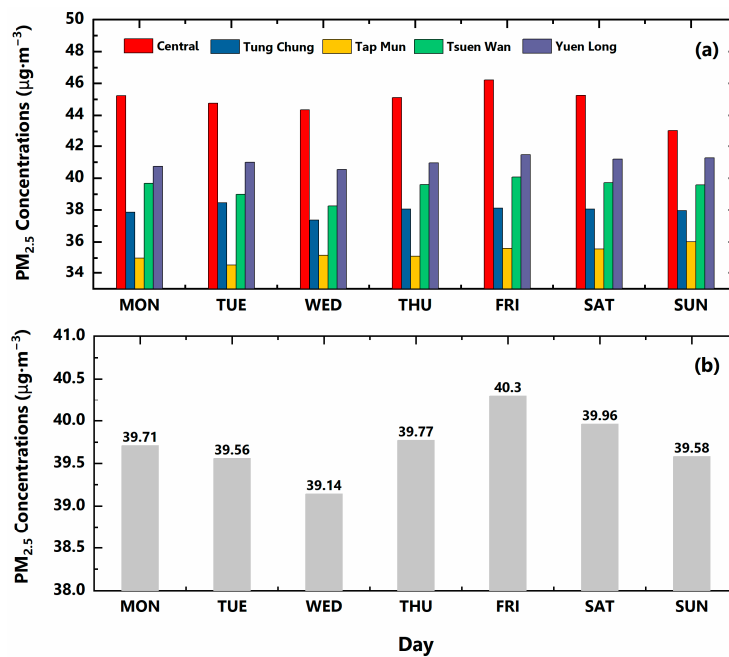 50
48
46
44
42
40
38
36
34
PM2.5 Concentrations (μg·m−3)
Central Tung Chung Tap Mun Tsuen Wan Yuen Long
(a)
MON TUE WED THU FRI SAT SUN
41.0
40.5
40.0
39.5
39.0
38.5
38.0
PM2.5 Concentrations (μg·m−3)
(b)
39.71 39.56 39.14 39.77 40.3 39.96 39.58
MON TUE WED THU FRI SAT SUN
Day